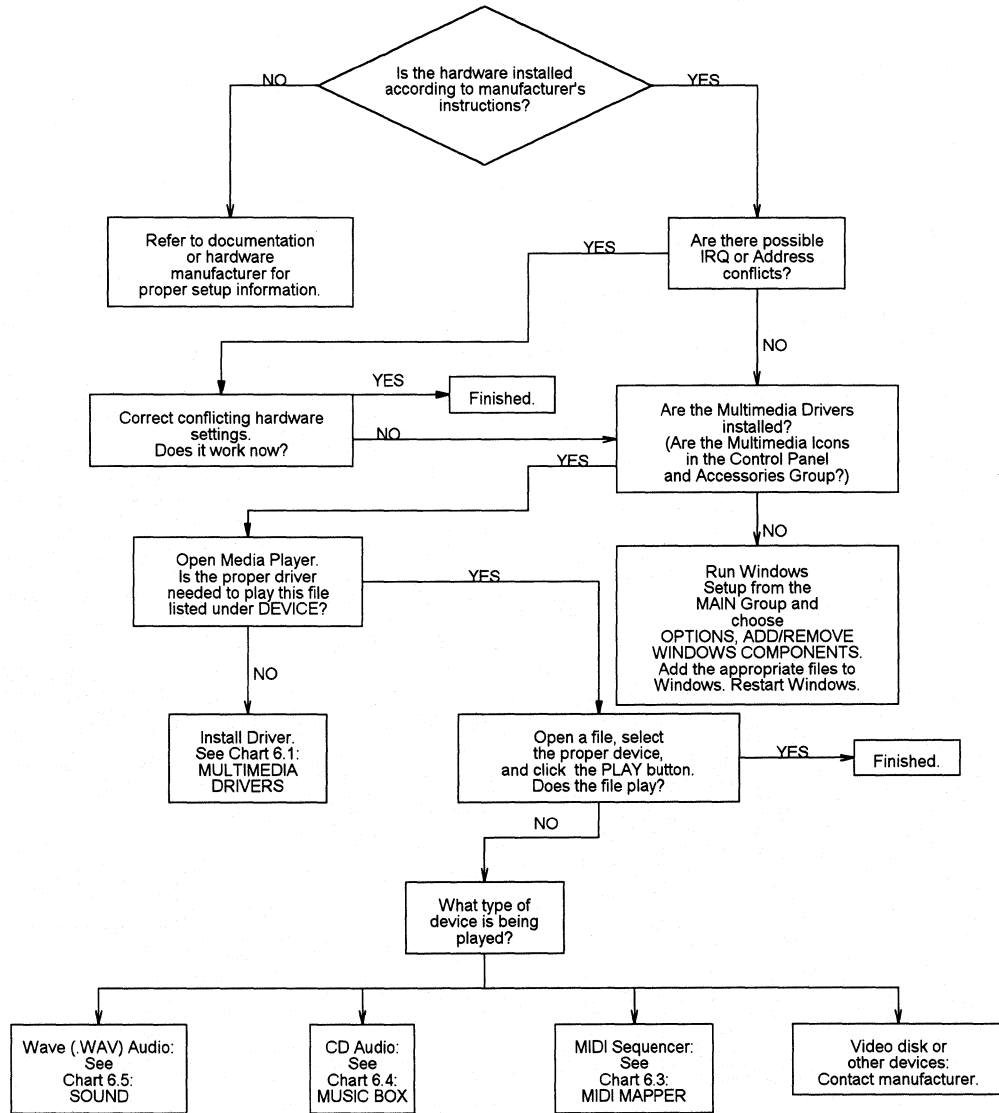 Is the hardware installed
according to manufacturer's
instructions?
NO
YES
Refer to documentation
or hardware
manufacturer for
proper setup information.
YES
Are there possible
IRQ or Address
conflicts?
NO
YES
Finished.
Correct conflicting hardware
settings.
Does it work now?
NO
Are the Multimedia Drivers
installed?
(Are the Multimedia Icons
in the Control Panel
and Accessories Group?)
YES
NO
Open Media Player.
Is the proper driver
needed to play this file
listed under DEVICE?
YES
Run Windows
Setup from the
MAIN Group and
choose
OPTIONS, ADD/REMOVE
WINDOWS COMPONENTS.
Add the appropriate files to
Windows. Restart Windows.
NO
Install Driver.
See Chart 6.1:
MULTIMEDIA
DRIVERS
Open a file, select
the proper device,
and click the PLAY button.
Does the file play?
YES
Finished.
NO
What type of
device is being
played?
Wave (.WAV) Audio:
See
Chart 6.5:
SOUND
CD Audio:
See
Chart 6.4:
MUSIC BOX
MIDI Sequencer:
See
Chart 6.3:
MIDI MAPPER
Video disk or
other devices:
Contact manufacturer.